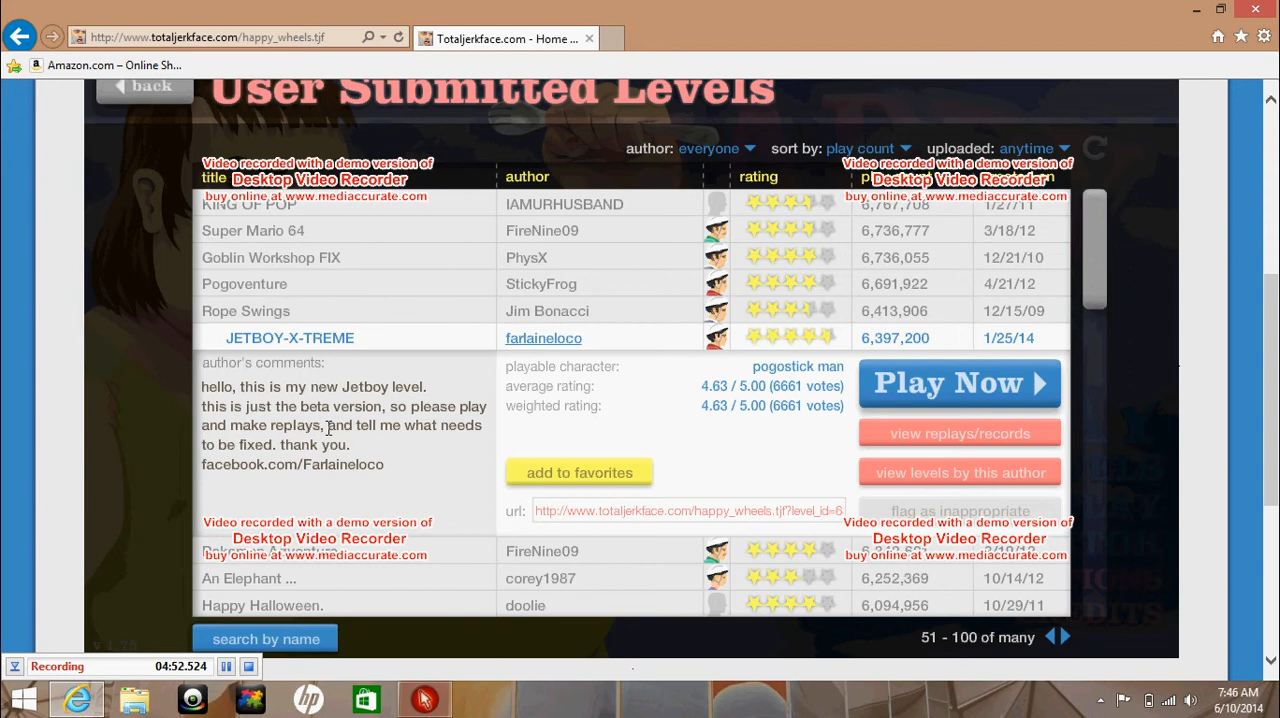 http://www.totaljerkface.com/happy_wheels.tjf
Totaljerkface.com - Home ...
Amazon.com – Online Sh...
back
User Submitted Levels
author: everyone sort by: play count uploaded: anytime
Video recorded with a demo version of
Desktop Video Recorder
buy online at www.mediaccurate.com
Video recorded with a demo version of
Desktop Video Recorder
buy online at www.mediaccurate.com
title author rating
KING OF POP IAMURHUSBAND 6,767,708 1/27/11
Super Mario 64 FireNine09 6,736,777 3/18/12
Goblin Workshop FIX PhysX 6,736,055 12/21/10
Pogoventure StickyFrog 6,691,922 4/21/12
Rope Swings Jim Bonacci 6,413,906 12/15/09
JETBOY-X-TREME farlaineloco 6,397,200 1/25/14
author's comments:
hello, this is my new Jetboy level.
this is just the beta version, so please play
and make replays, and tell me what needs
to be fixed. thank you.
facebook.com/Farlaineloco
playable character: pogostick man
average rating: 4.63 / 5.00 (6661 votes)
weighted rating: 4.63 / 5.00 (6661 votes)
add to favorites
url: http://www.totaljerkface.com/happy_wheels.tjf?level_id=6
Play Now
view replays/records
view levels by this author
flag as inappropriate
Video recorded with a demo version of
Desktop Video Recorder
buy online at www.mediaccurate.com
Video recorded with a demo version of
Desktop Video Recorder
buy online at www.mediaccurate.com
FireNine09
An Elephant ... corey1987 6,252,369 10/14/12
Happy Halloween. doolie 6,094,956 10/29/11
search by name
51 - 100 of many
Recording 04:52.524
hp
7:46 AM
6/10/2014